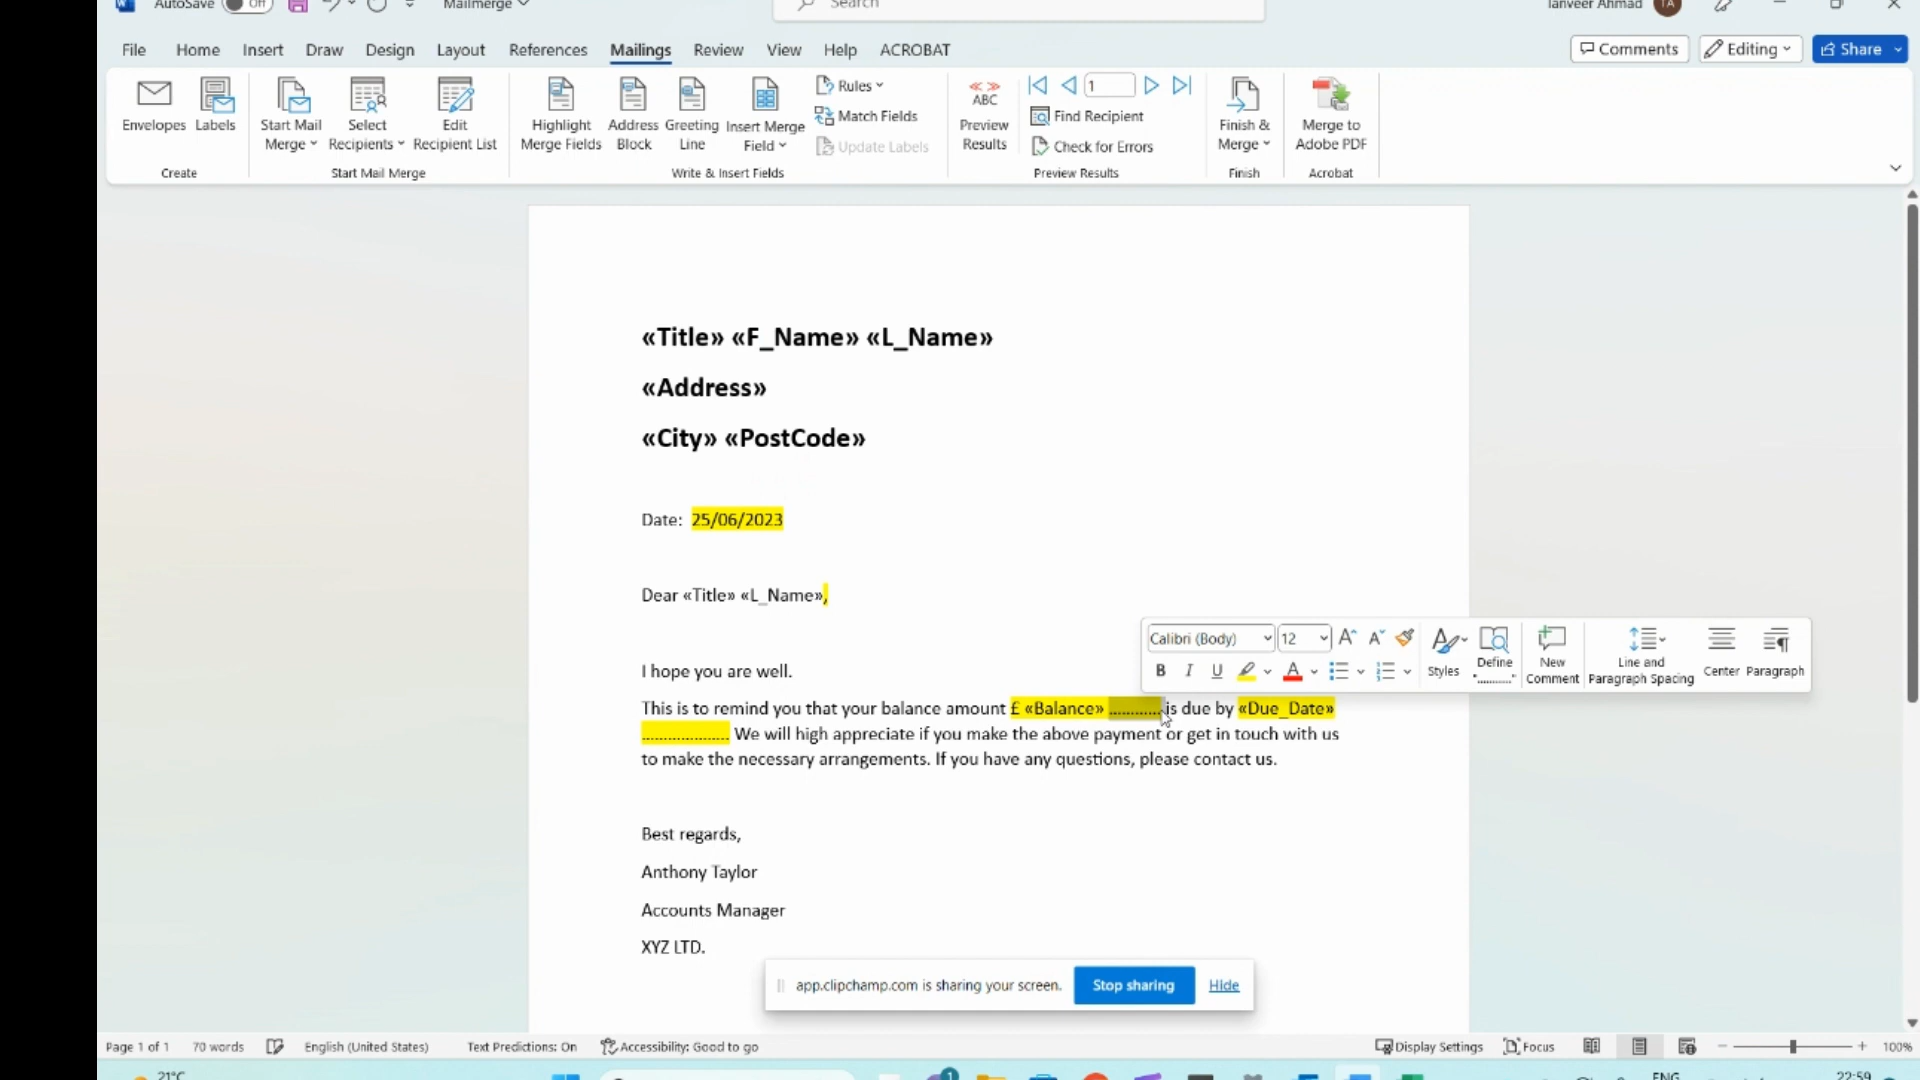 AutoSave Off Mailmerge Search Tanveer Ahmad TA
File Home Insert Draw Design Layout References Mailings Review View Help ACROBAT Comments Editing Share
Envelopes
Labels
Start Mail
Merge
Select
Recipients
Edit
Recipient List
Highlight
Merge Fields
Address
Block
Greeting
Line
Insert Merge
Field
Rules
Match Fields
Update Labels
ABC
Preview
Results
1
Find Recipient
Check for Errors
Finish &
Merge
Merge to
Adobe PDF
Create Start Mail Merge Write & Insert Fields Preview Results Finish Acrobat
«Title» «F_Name» «L_Name»
«Address»
«City» «PostCode»
Date: 25/06/2023
Dear «Title» «L_Name»,
Calibri (Body) 12 A A
B I U A
Styles
Define
"............"
New
Comment
Line and
Paragraph Spacing
Center
Paragraph
I hope you are well.
This is to remind you that your balance amount £ «Balance» ............ is due by «Due_Date»
.................... We will high appreciate if you make the above payment or get in touch with us
to make the necessary arrangements. If you have any questions, please contact us.
Best regards,
Anthony Taylor
Accounts Manager
XYZ LTD.
app.clipchamp.com is sharing your screen. Stop sharing Hide
Page 1 of 1 70 words English (United States) Text Predictions: On Accessibility: Good to go Display Settings Focus 100%
21°C 1 ENG 22:59